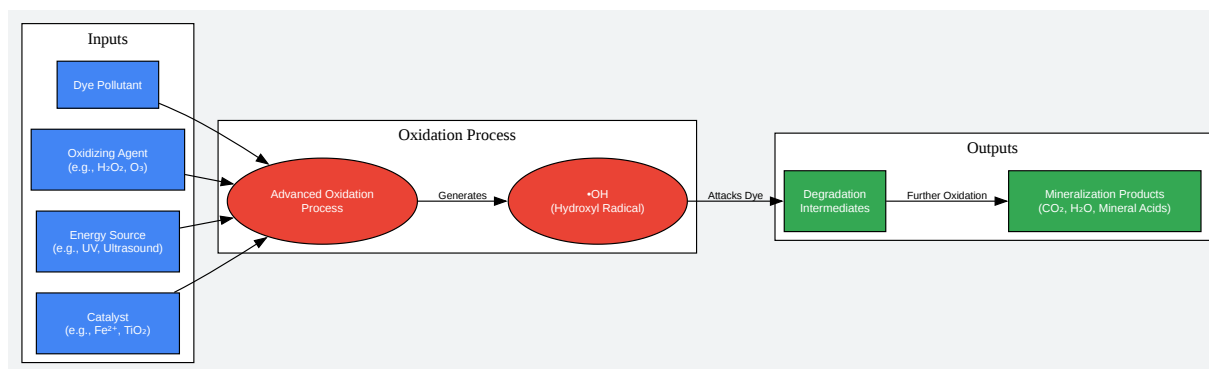 Inputs
Dye Pollutant
Oxidizing Agent
(e.g., H₂O₂, O₃)
Energy Source
(e.g., UV, Ultrasound)
Catalyst
(e.g., Fe²⁺, TiO₂)
Oxidation Process
Advanced Oxidation
Process
Generates
•OH
(Hydroxyl Radical)
Attacks Dye
Outputs
Degradation
Intermediates
Further Oxidation
Mineralization Products
(CO₂, H₂O, Mineral Acids)